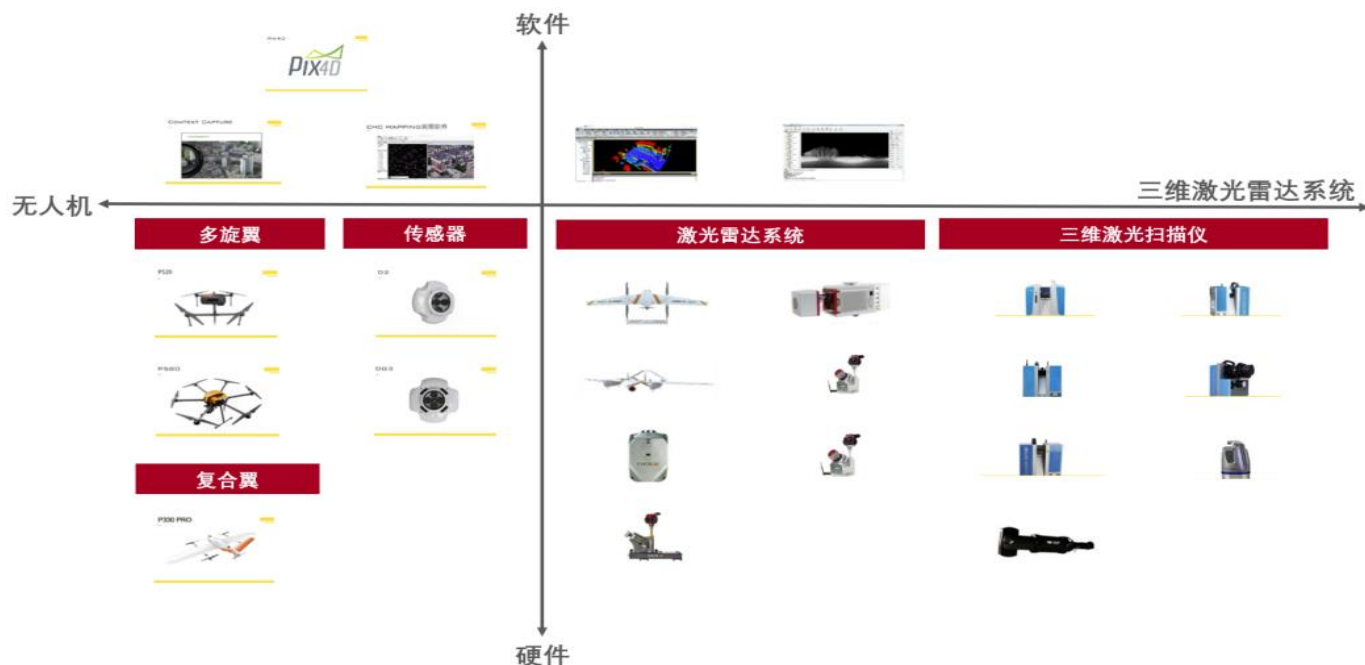 软件
PIX4D
PIX4D
CONTEXT CAPTURE
CHC MAPPING
无人机
三维激光雷达系统
多旋翼
传感器
激光雷达系统
三维激光扫描仪
D3
DG3
复合翼
P330 PRO
硬件